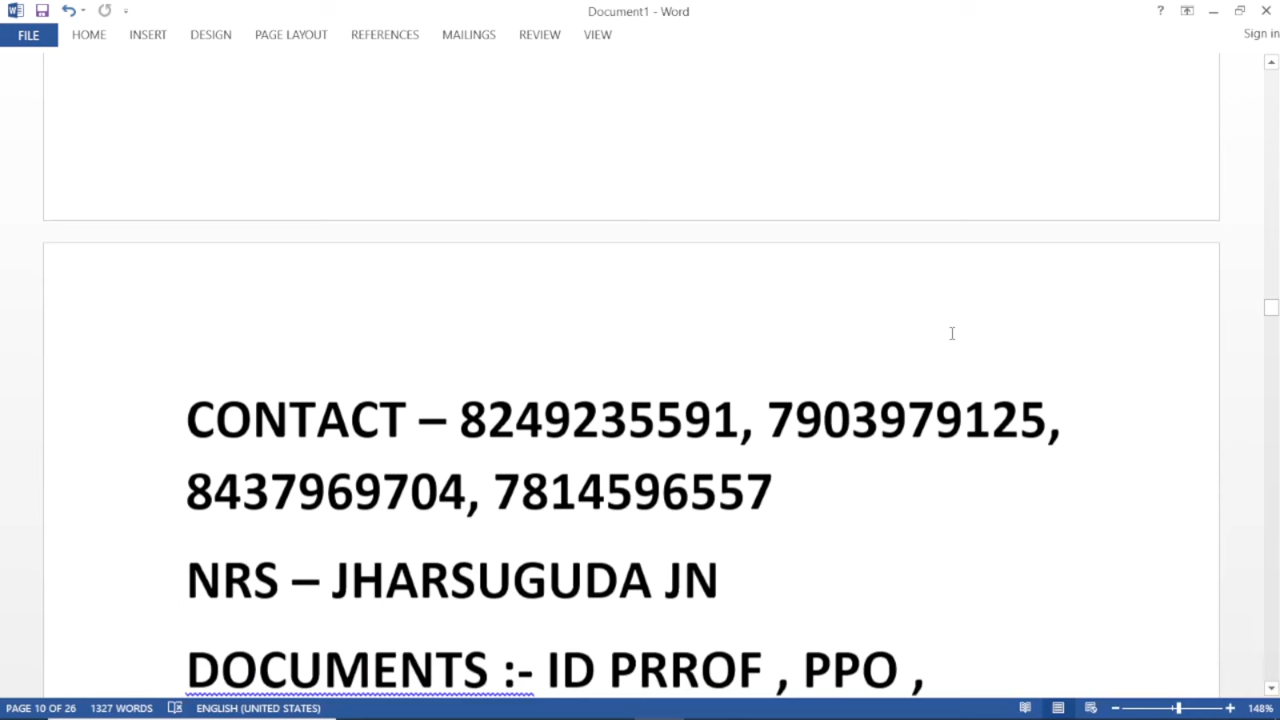 Document1 - Word
?
FILE HOME INSERT DESIGN PAGE LAYOUT REFERENCES MAILINGS REVIEW VIEW
Sign in
CONTACT – 8249235591, 7903979125,
8437969704, 7814596557
NRS – JHARSUGUDA JN
DOCUMENTS :- ID PRROF , PPO ,
PAGE 10 OF 26 1327 WORDS ENGLISH (UNITED STATES) 148%